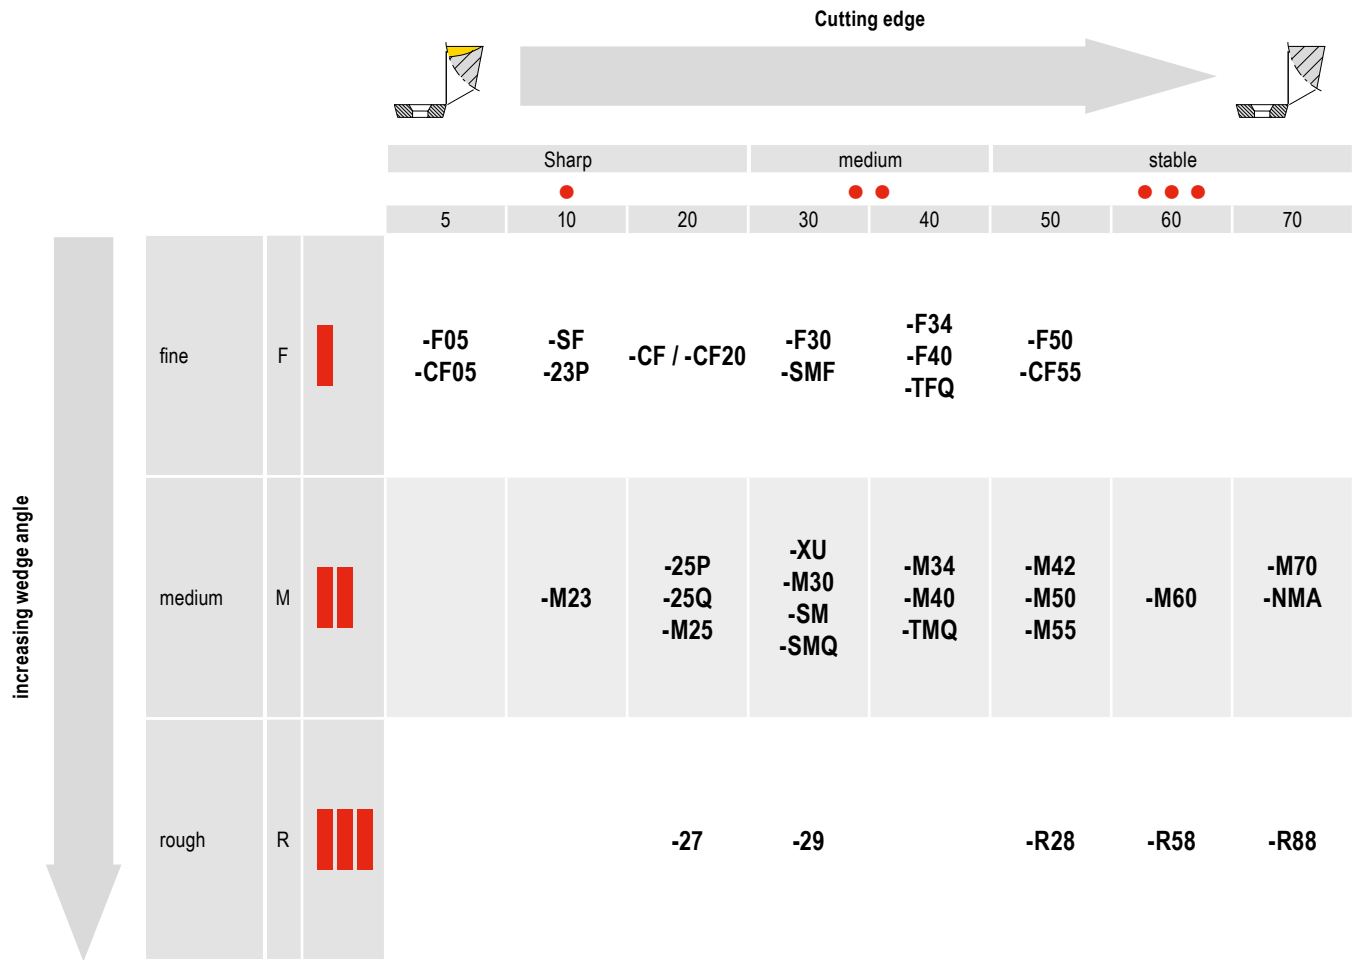 Cutting edge
Sharp medium stable
5 10 20 30 40 50 60 70
increasing wedge angle
fine F
-F05
-CF05
-SF
-23P
-CF / -CF20
-F30
-SMF
-F34
-F40
-TFQ
-F50
-CF55
medium M
-M23
-25P
-25Q
-M25
-XU
-M30
-SM
-SMQ
-M34
-M40
-TMQ
-M42
-M50
-M55
-M60
-M70
-NMA
rough R
-27
-29
-R28
-R58
-R88